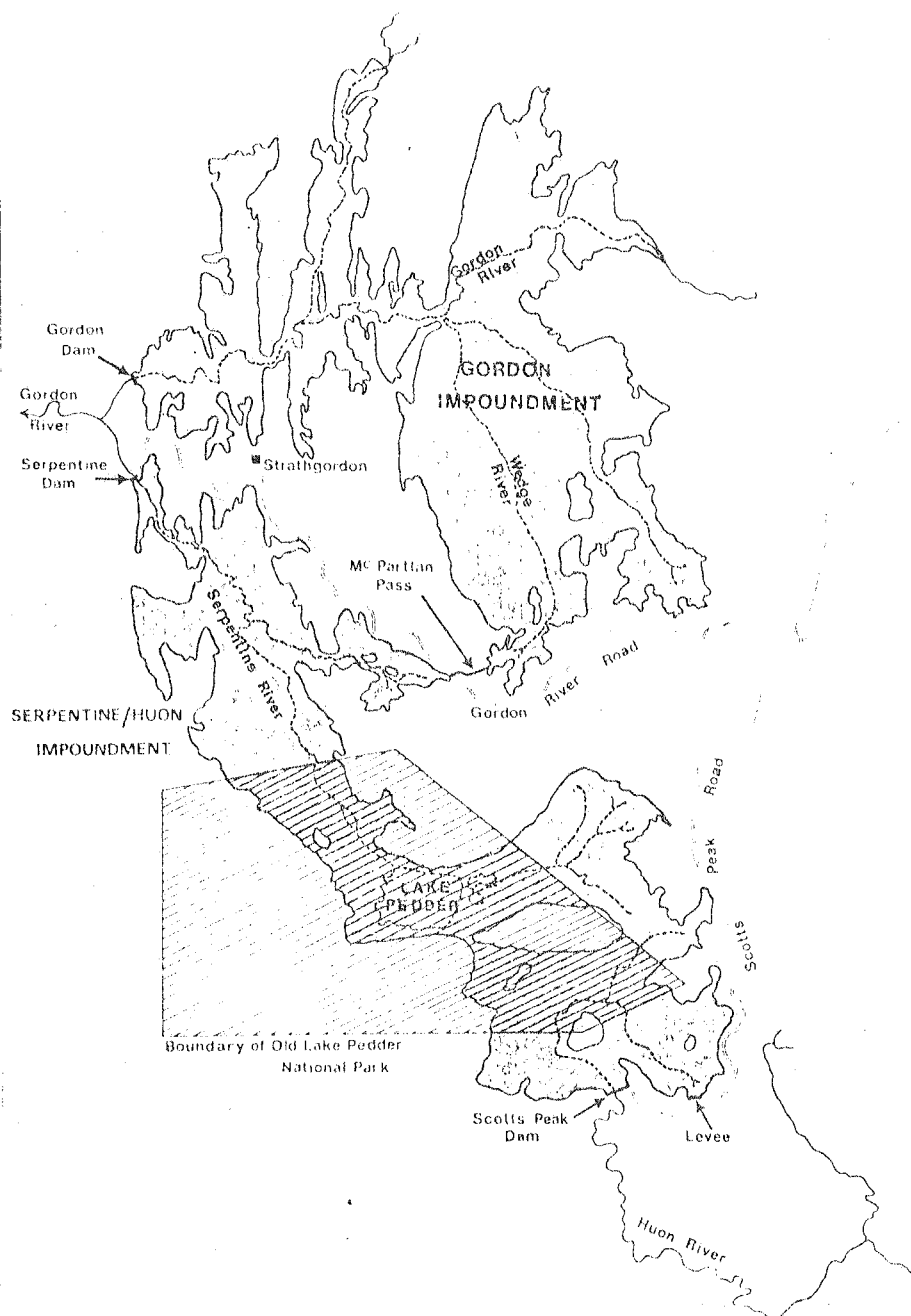 Gordon
River
Gordon
Dam
GORDON
IMPOUNDMENT
Gordon
River
Serpentine
Dam
Strathgordon
Wedge
River
Mc Partlan
Pass
Serpentine River
Gordon River Road
SERPENTINE/HUON
IMPOUNDMENT
Scotts Peak Road
LAKE
PEDDER
Boundary of Old Lake Pedder
National Park
Scotts Peak
Dam
Levee
Huon River